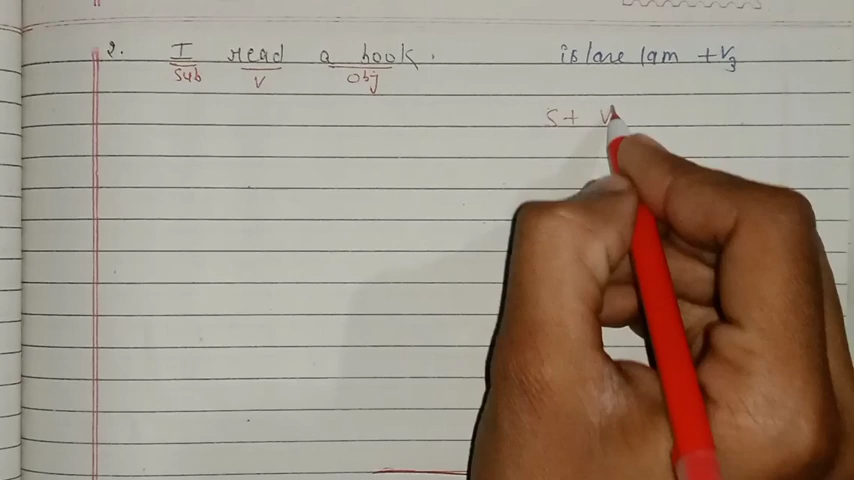 2. I read a book. is/are/am + V3
Sub V Obj
S + V